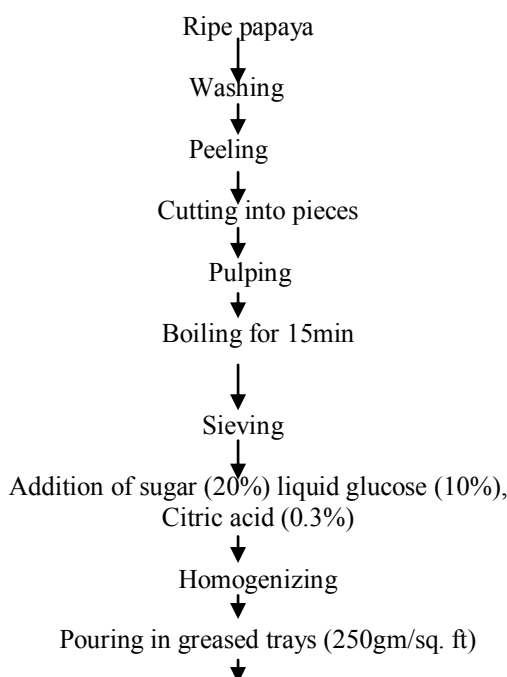 Ripe papaya
Washing
Peeling
Cutting into pieces
Pulping
Boiling for 15min
Sieving
Addition of sugar (20%) liquid glucose (10%),
Citric acid (0.3%)
Homogenizing
Pouring in greased trays (250gm/sq. ft)